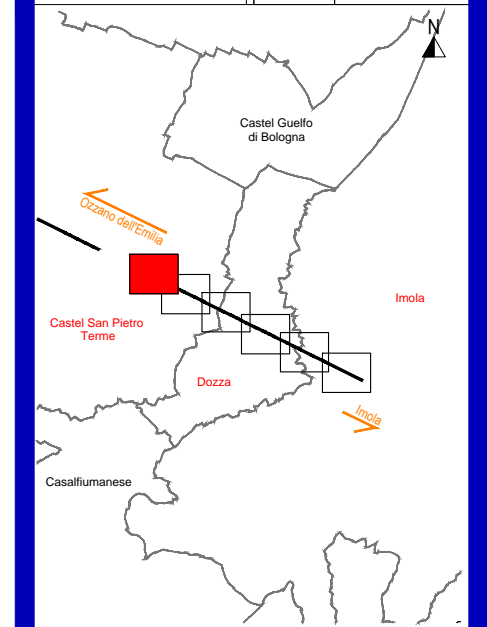 N
Castel Guelfo
di Bologna
Ozzano dell'Emilia
Imola
Castel San Pietro
Terme
Dozza
Imola
Casalfiumanese